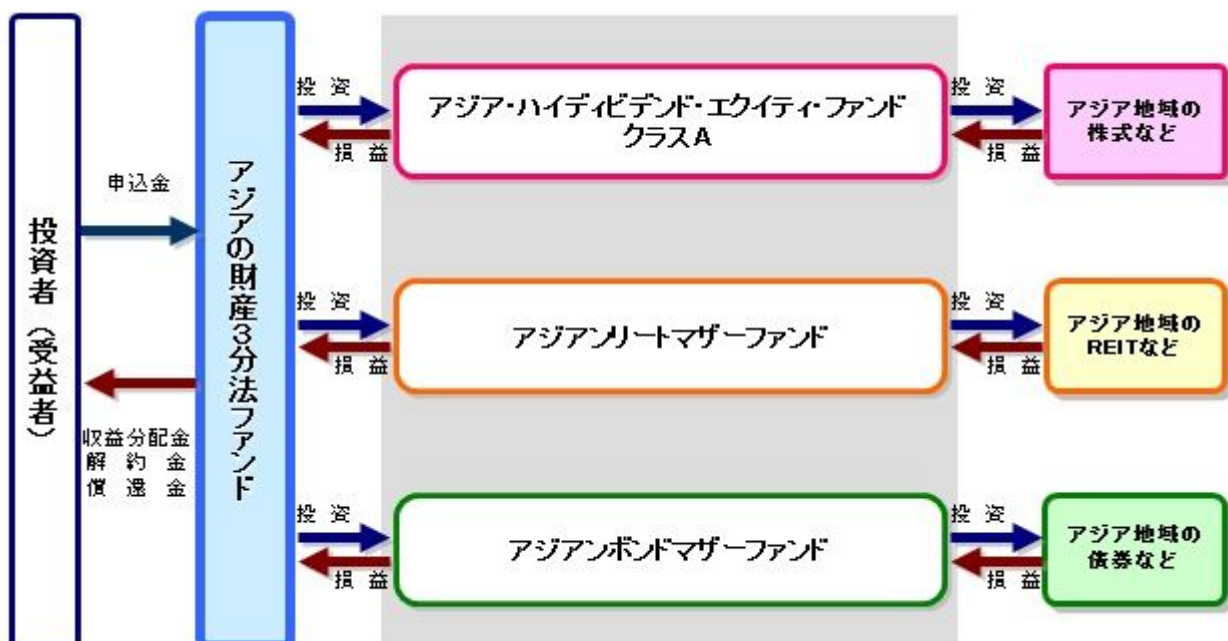 投資者（受益者）
申込金
収益分配金
解約金
償還金
アジアの財産3分法ファンド
投資
損益
アジア・ハイディビデンド・エクイティ・ファンド
クラスA
投資
損益
アジア地域の
株式など
投資
損益
アジアンリートマザーファンド
投資
損益
アジア地域の
REITなど
投資
損益
アジアンボンドマザーファンド
投資
損益
アジア地域の
債券など